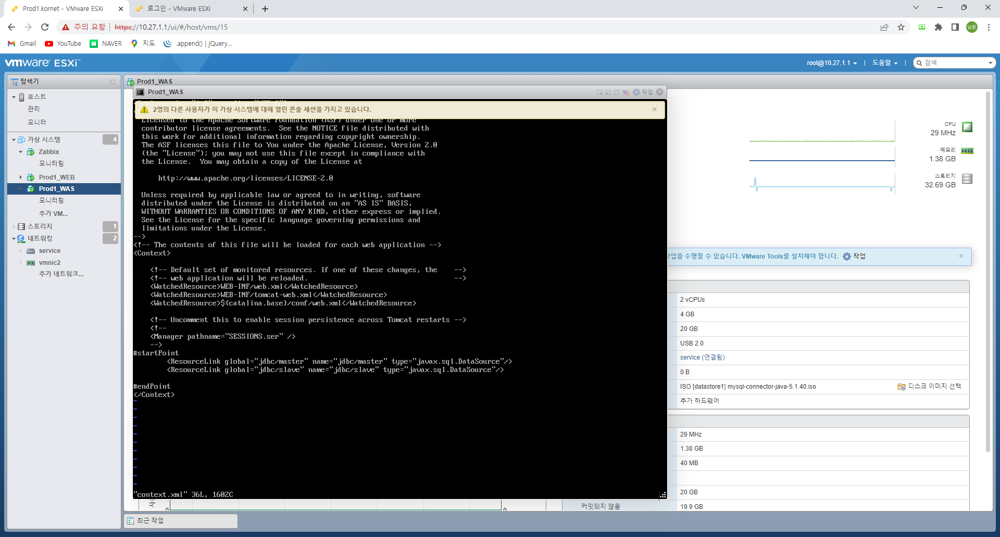 Prod1.kornet - VMware ESXi
로그인 - VMware ESXi
주의 요함 | https://10.27.1.1/ui/#/host/vms/15
남훈
Gmail
YouTube
NAVER
지도
.append() | jQuery...
vmware ESXi™
root@10.27.1.1
도움말
검색
탐색기
호스트
관리
모니터
가상 시스템 4
Zabbix
모니터링
Prod1_WEB
Prod1_WAS
모니터링
추가 VM...
스토리지 1
네트워킹 2
service
vmnic2
추가 네트워크...
Prod1_WAS
Prod1_WAS
작업
2명의 다른 사용자가 이 가상 시스템에 대해 열린 콘솔 세션을 가지고 있습니다.
Licensed to the Apache Software Foundation (ASF) under one or more
contributor license agreements.  See the NOTICE file distributed with
this work for additional information regarding copyright ownership.
The ASF licenses this file to You under the Apache License, Version 2.0
(the "License"); you may not use this file except in compliance with
the License.  You may obtain a copy of the License at
http://www.apache.org/licenses/LICENSE-2.0
Unless required by applicable law or agreed to in writing, software
distributed under the License is distributed on an "AS IS" BASIS,
WITHOUT WARRANTIES OR CONDITIONS OF ANY KIND, either express or implied.
See the License for the specific language governing permissions and
limitations under the License.
-->
<!-- The contents of this file will be loaded for each web application -->
<Context>
<!-- Default set of monitored resources. If one of these changes, the    -->
<!-- web application will be reloaded.                                   -->
<WatchedResource>WEB-INF/web.xml</WatchedResource>
<WatchedResource>WEB-INF/tomcat-web.xml</WatchedResource>
<WatchedResource>${catalina.base}/conf/web.xml</WatchedResource>
<!-- Uncomment this to enable session persistence across Tomcat restarts -->
<!--
<Manager pathname="SESSIONS.ser" />
-->
#startPoint
<ResourceLink global="jdbc/master" name="jdbc/master" type="javax.sql.DataSource"/>
<ResourceLink global="jdbc/slave" name="jdbc/slave" type="javax.sql.DataSource"/>
#endPoint
</Context>
~
~
~
~
~
~
~
~
~
~
~
"context.xml" 36L, 1602C
CPU
29 MHz
메모리
1.38 GB
스토리지
32.69 GB
작업을 수행할 수 있습니다. VMware Tools를 설치해야 합니다. 작업
2 vCPUs
4 GB
20 GB
USB 2.0
service (연결됨)
0 B
ISO [datastore1] mysql-connector-java-5.1.40.iso
디스크 이미지 선택
추가 하드웨어
29 MHz
1.38 GB
40 MB
20 GB
커밋되지 않음 19.9 GB
0
0
최근 작업